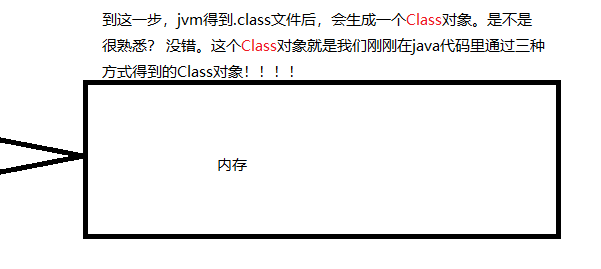 到这一步，jvm得到.class文件后，会生成一个Class对象。是不是
很熟悉？ 没错。这个Class对象就是我们刚刚在java代码里通过三种
方式得到的Class对象！！！！
内存